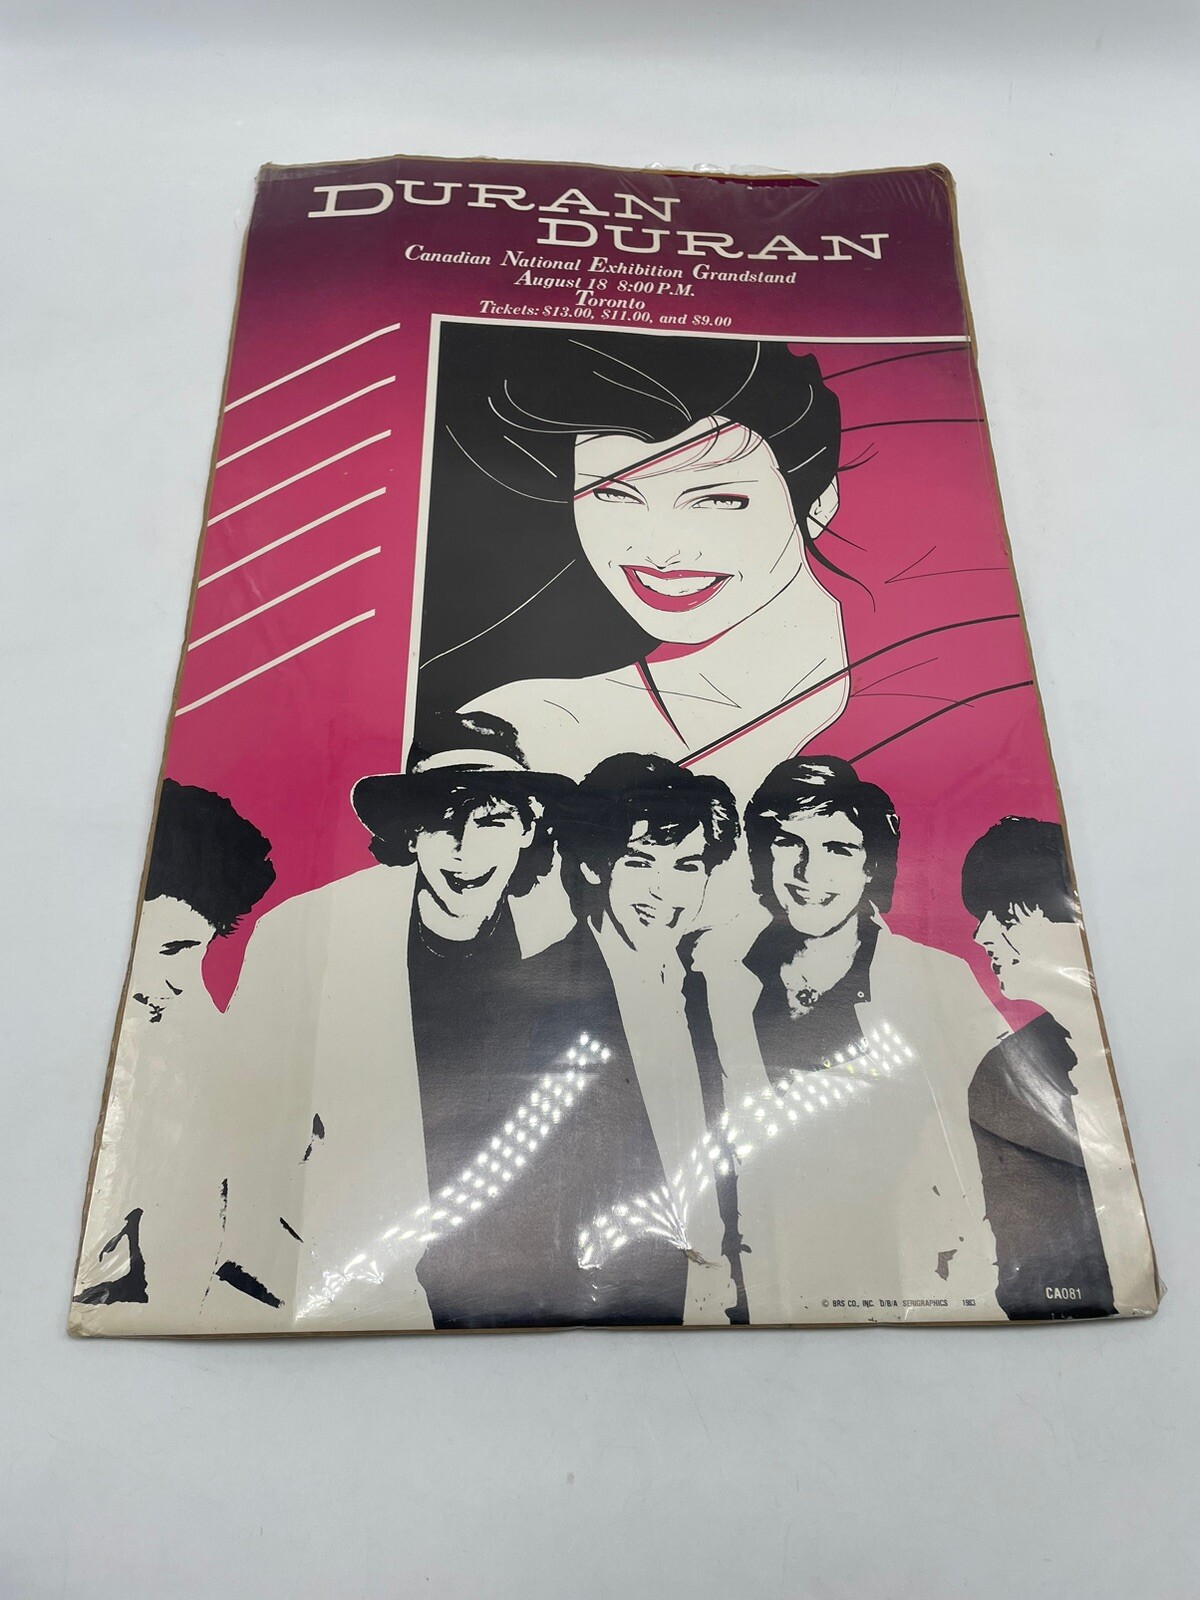 DURAN
DURAN
Canadian National Exhibition Grandstand
August 18 8:00 P.M.
Toronto
Tickets: $13.00, $11.00, and $9.00
© BRS CO., INC. D/B/A SERIGRAPHICS 1983
CA081